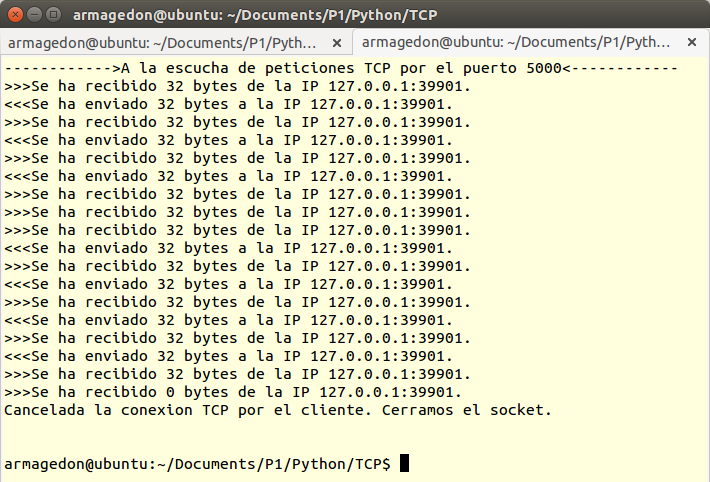 armagedon@ubuntu: ~/Documents/P1/Python/TCP
armagedon@ubuntu: ~/Documents/P1/Pyth... × armagedon@ubuntu: ~/Documents/P1/Pyth... ×
------------>A la escucha de peticiones TCP por el puerto 5000<------------
>>>Se ha recibido 32 bytes de la IP 127.0.0.1:39901.
<<<Se ha enviado 32 bytes a la IP 127.0.0.1:39901.
>>>Se ha recibido 32 bytes de la IP 127.0.0.1:39901.
<<<Se ha enviado 32 bytes a la IP 127.0.0.1:39901.
>>>Se ha recibido 32 bytes de la IP 127.0.0.1:39901.
<<<Se ha enviado 32 bytes a la IP 127.0.0.1:39901.
>>>Se ha recibido 32 bytes de la IP 127.0.0.1:39901.
>>>Se ha recibido 32 bytes de la IP 127.0.0.1:39901.
>>>Se ha recibido 32 bytes de la IP 127.0.0.1:39901.
<<<Se ha enviado 32 bytes a la IP 127.0.0.1:39901.
>>>Se ha recibido 32 bytes de la IP 127.0.0.1:39901.
<<<Se ha enviado 32 bytes a la IP 127.0.0.1:39901.
>>>Se ha recibido 32 bytes de la IP 127.0.0.1:39901.
<<<Se ha enviado 32 bytes a la IP 127.0.0.1:39901.
>>>Se ha recibido 32 bytes de la IP 127.0.0.1:39901.
<<<Se ha enviado 32 bytes a la IP 127.0.0.1:39901.
>>>Se ha recibido 32 bytes de la IP 127.0.0.1:39901.
>>>Se ha recibido 0 bytes de la IP 127.0.0.1:39901.
Cancelada la conexion TCP por el cliente. Cerramos el socket.
armagedon@ubuntu:~/Documents/P1/Python/TCP$